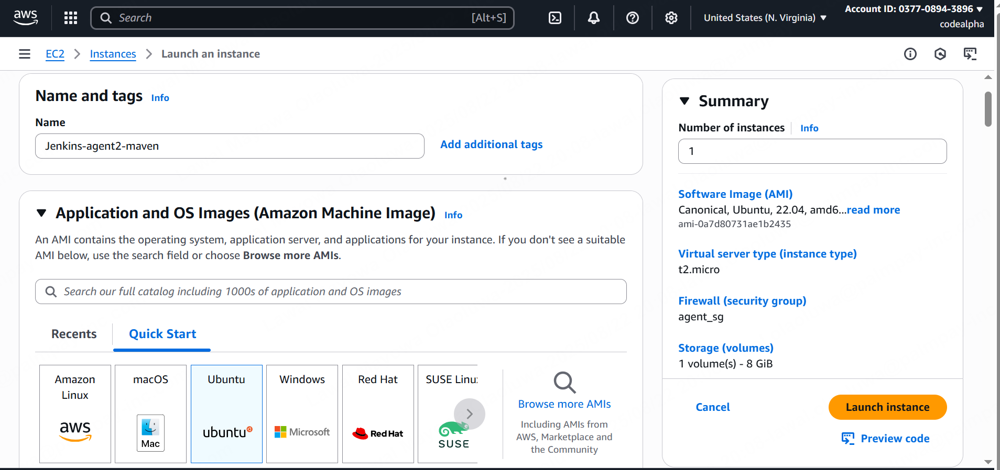 aws
Search
[Alt+S]
United States (N. Virginia)
Account ID: 0377-0894-3896
codealpha
EC2
Instances
Launch an instance
Name and tags
Info
Name
Jenkins-agent2-maven
Add additional tags
Application and OS Images (Amazon Machine Image)
Info
An AMI contains the operating system, application server, and applications for your instance. If you don't see a suitable
AMI below, use the search field or choose Browse more AMIs.
Search our full catalog including 1000s of application and OS images
Recents
Quick Start
Amazon
Linux
aws
macOS
Mac
Ubuntu
ubuntu
Windows
Microsoft
Red Hat
Red Hat
SUSE Linu
SUSE
Browse more AMIs
Including AMIs from
AWS, Marketplace and
the Community
Summary
Number of instances
Info
1
Software Image (AMI)
Canonical, Ubuntu, 22.04, amd6...read more
ami-0a7d80731ae1b2435
Virtual server type (instance type)
t2.micro
Firewall (security group)
agent_sg
Storage (volumes)
1 volume(s) - 8 GiB
Cancel
Launch instance
Preview code